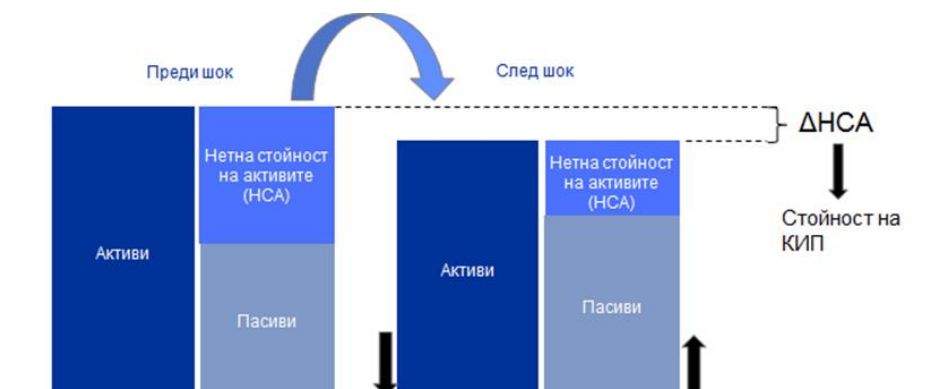 Преди шок
След шок
ΔНСА
Нетна стойност
на активите
(НСА)
Нетна стойност
на активите
(НСА)
Стойност на
КИП
Активи
Активи
Пасиви
Пасиви